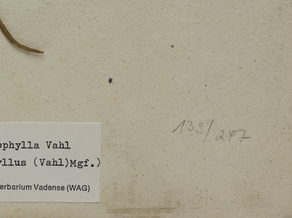 133/247
ophylla Vahl
yllus (Vahl)Mgf.)
erbarium Vadense (WAG)